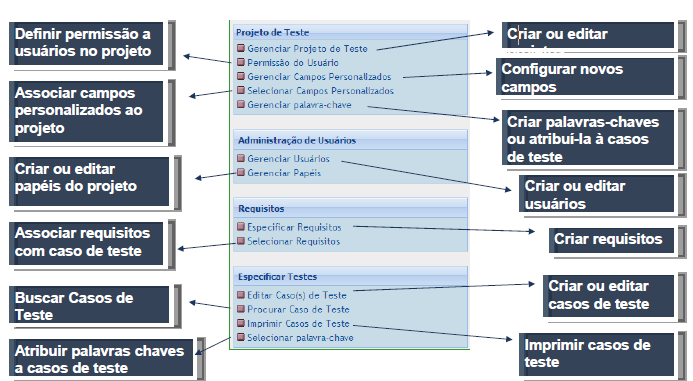 Definir permissão a
usuários no projeto
Associar campos
personalizados ao
projeto
Criar ou editar
papéis do projeto
Associar requisitos
com caso de teste
Buscar Casos de
Teste
Atribuir palavras chaves
a casos de teste
Projeto de Teste
Gerenciar Projeto de Teste
Permissão do Usuário
Gerenciar Campos Personalizados
Selecionar Campos Personalizados
Gerenciar palavra-chave
Administração de Usuários
Gerenciar Usuários
Gerenciar Papéis
Requisitos
Especificar Requisitos
Selecionar Requisitos
Especificar Testes
Editar Caso(s) de Teste
Procurar Caso de Teste
Imprimir Casos de Teste
Selecionar palavra-chave
Criar ou editar
Configurar novos
campos
Criar palavras-chaves
ou atribuí-la à casos
de teste
Criar ou editar
usuários
Criar requisitos
Criar ou editar
casos de teste
Imprimir casos de
teste